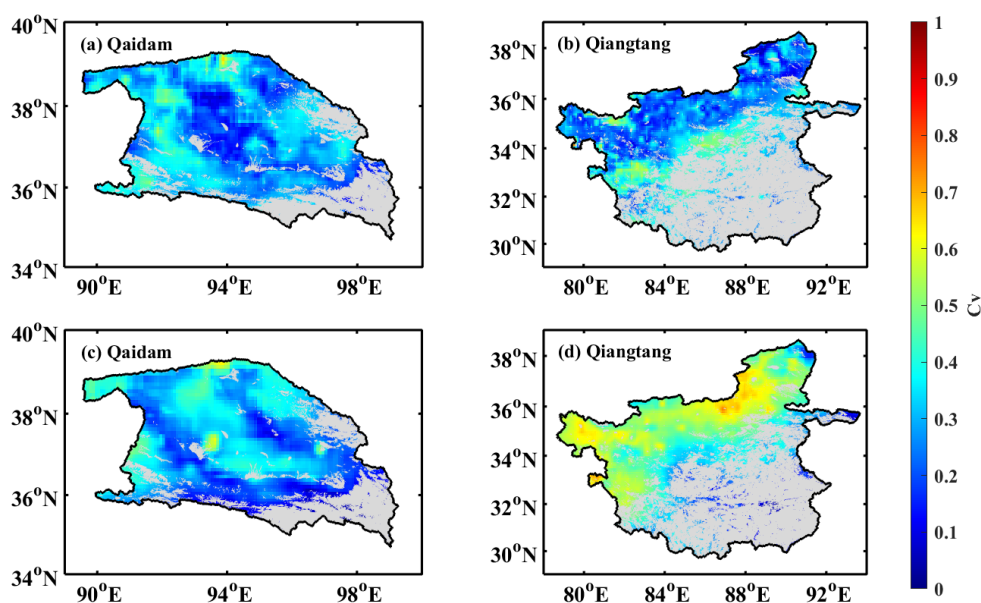 (a) Qaidam
40°N
38°N
36°N
34°N
90°E 94°E 98°E
(b) Qiangtang
38°N
36°N
34°N
32°N
30°N
80°E 84°E 88°E 92°E
(c) Qaidam
40°N
38°N
36°N
34°N
90°E 94°E 98°E
(d) Qiangtang
38°N
36°N
34°N
32°N
30°N
80°E 84°E 88°E 92°E
1
0.9
0.8
0.7
0.6
0.5
0.4
0.3
0.2
0.1
0
Cv